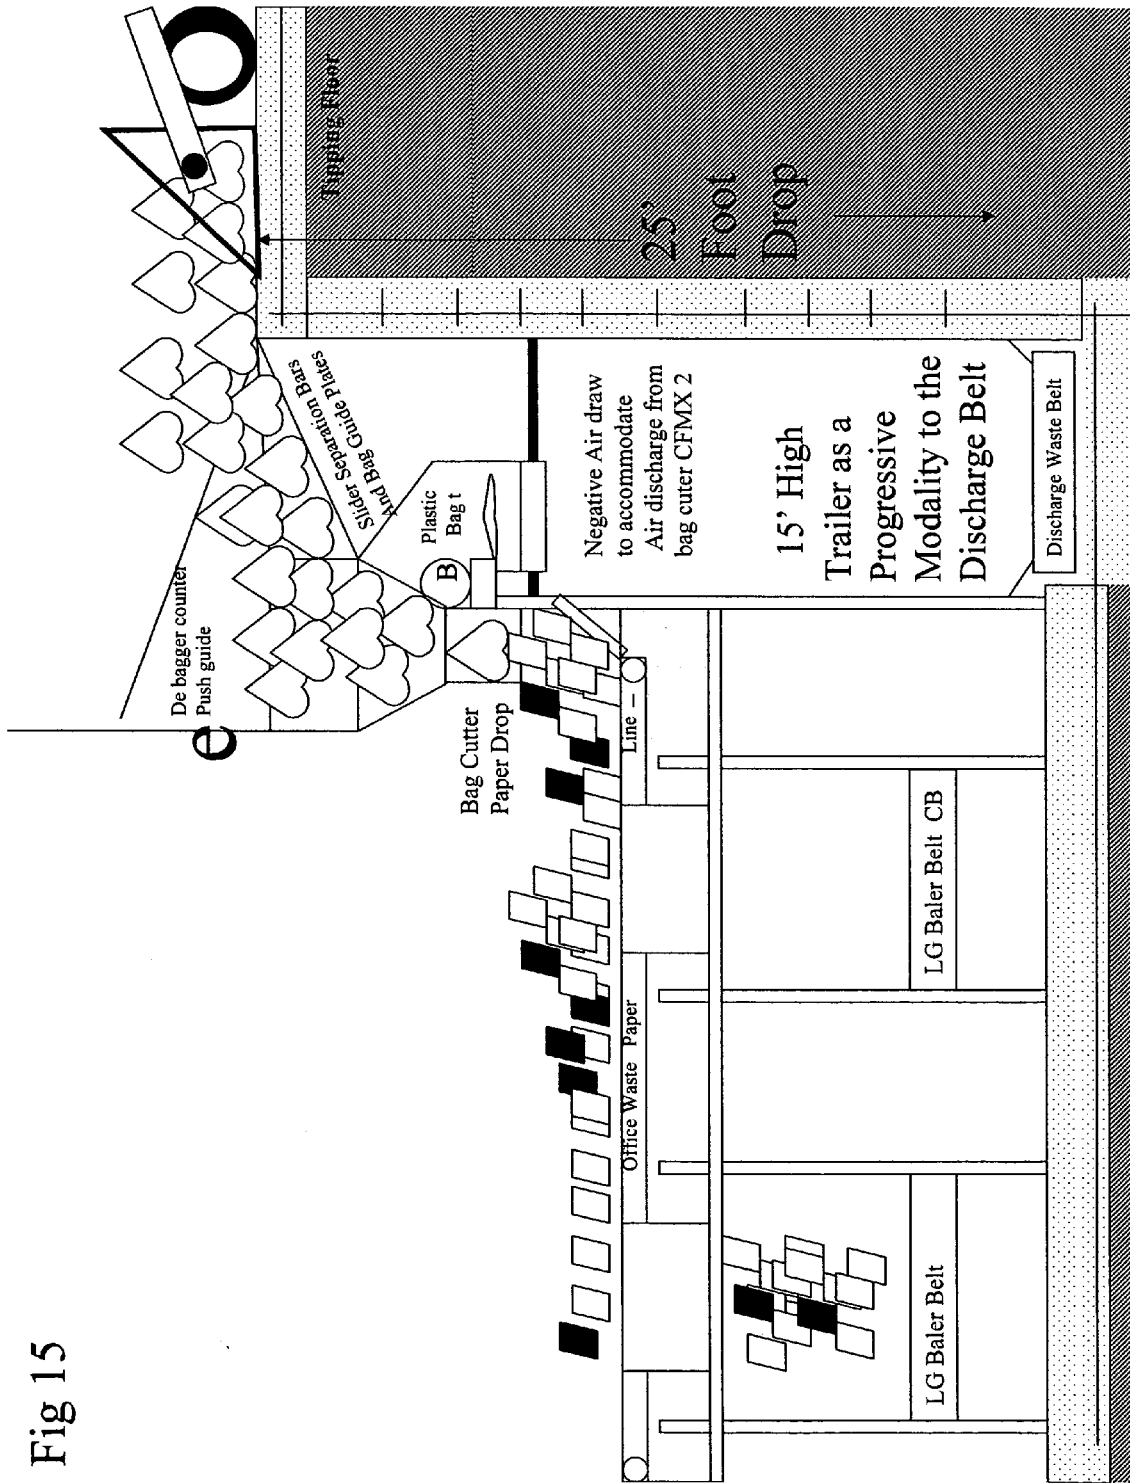 Fig 15
De bagger counter
Push guide
e
Slider Separation Bars
And Bag Guide Plates
Tipping Floor
25'
Foot
Drop
Plastic
Bag t
B
Bag Cutter
Paper Drop
Negative Air draw
to accommodate
Air discharge from
bag cuter CFMX 2
15' High
Trailer as a
Progressive
Modality to the
Discharge Belt
Discharge Waste Belt
Line –
Office Waste Paper
LG Baler Belt
LG Baler Belt CB